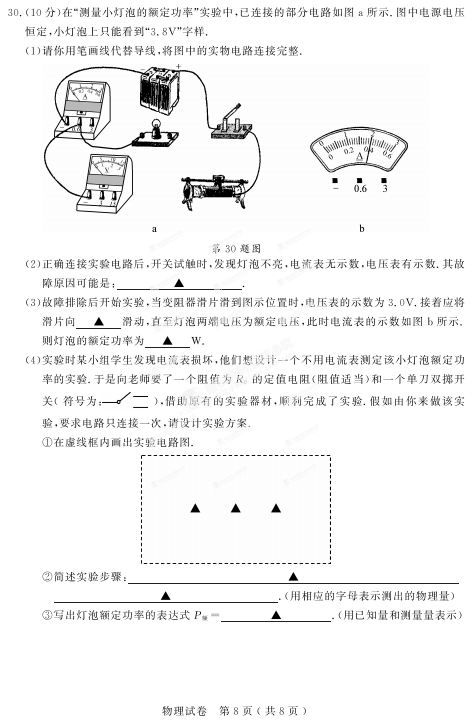 30.(10 分)在“测量小灯泡的额定功率”实验中,已连接的部分电路如图 a 所示.图中电源电压
恒定,小灯泡上只能看到“3.8V”字样.
(1)请你用笔画线代替导线,将图中的实物电路连接完整.
- +
A
V
0 0.2 0.4 0.6
0 1 2 3
A
- 0.6 3
a b
第 30 题图
(2)正确连接实验电路后,开关试触时,发现灯泡不亮,电流表无示数,电压表有示数.其故
障原因可能是: ▲ .
(3)故障排除后开始实验,当变阻器滑片滑到图示位置时,电压表的示数为 3.0V.接着应将
滑片向 ▲ 滑动,直至灯泡两端电压为额定电压,此时电流表的示数如图 b 所示.
则灯泡的额定功率为 ▲ W.
(4)实验时某小组学生发现电流表损坏,他们想设计一个不用电流表测定该小灯泡额定功
率的实验.于是向老师要了一个阻值为 R₀ 的定值电阻(阻值适当)和一个单刀双掷开
关( 符号为: ),借助原有的实验器材,顺利完成了实验.假如由你来做该实
验,要求电路只连接一次,请设计实验方案.
①在虚线框内画出实验电路图.
▲ ▲ ▲
②简述实验步骤: ▲
▲ .(用相应的字母表示测出的物理量)
③写出灯泡额定功率的表达式 P额= ▲ .(用已知量和测量量表示)
物理试卷 第 8 页( 共 8 页 )